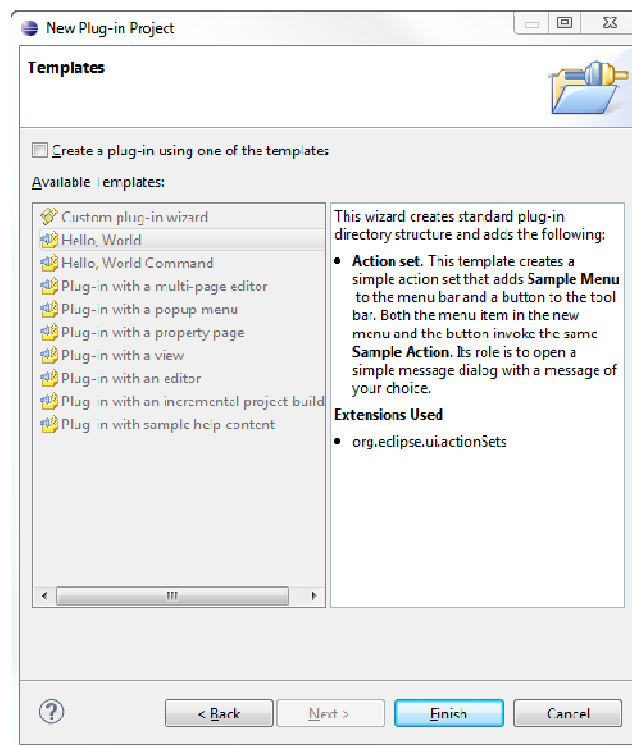 New Plug-in Project
Templates
Create a plug-in using one of the templates
Available Templates:
Custom plug-in wizard
Hello, World
Hello, World Command
Plug-in with a multi-page editor
Plug-in with a popup menu
Plug-in with a property page
Plug-in with a view
Plug-in with an editor
Plug-in with an incremental project build
Plug-in with sample help content
This wizard creates standard plug-in
directory structure and adds the following:
• Action set. This template creates a
simple action set that adds Sample Menu
to the menu bar and a button to the tool
bar. Both the menu item in the new
menu and the button invoke the same
Sample Action. Its role is to open a
simple message dialog with a message of
your choice.
Extensions Used
• org.eclipse.ui.actionSets
?
< Back
Next >
Finish
Cancel